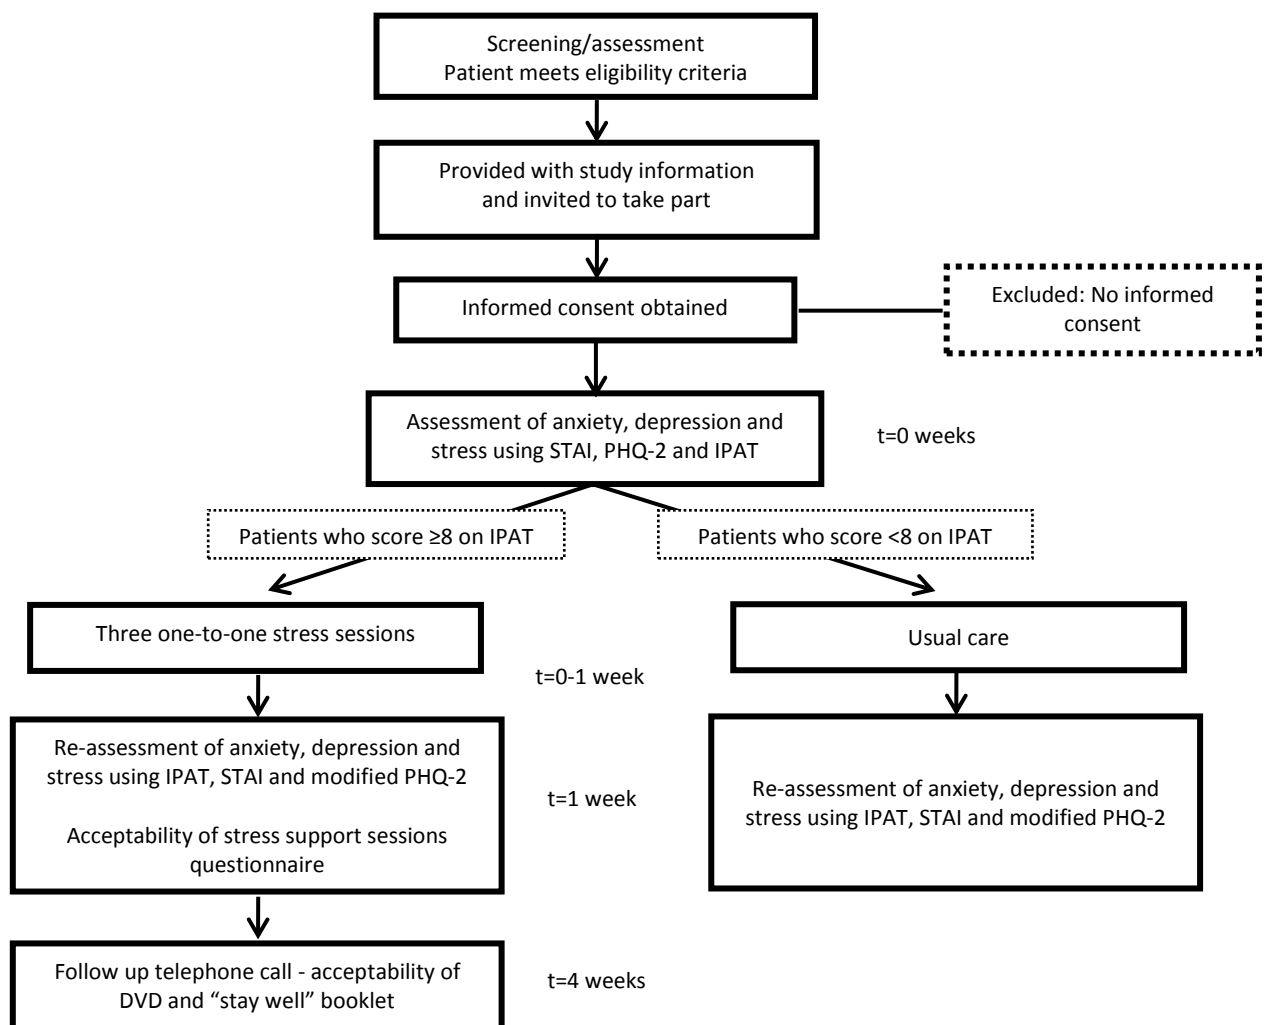 Screening/assessment
Patient meets eligibility criteria
Provided with study information
and invited to take part
Informed consent obtained
Excluded: No informed
consent
Assessment of anxiety, depression and
stress using STAI, PHQ-2 and IPAT
t=0 weeks
Patients who score ≥8 on IPAT
Patients who score <8 on IPAT
Three one-to-one stress sessions
Usual care
t=0-1 week
Re-assessment of anxiety, depression and
stress using IPAT, STAI and modified PHQ-2
Acceptability of stress support sessions
questionnaire
t=1 week
Re-assessment of anxiety, depression and
stress using IPAT, STAI and modified PHQ-2
Follow up telephone call - acceptability of
DVD and “stay well” booklet
t=4 weeks